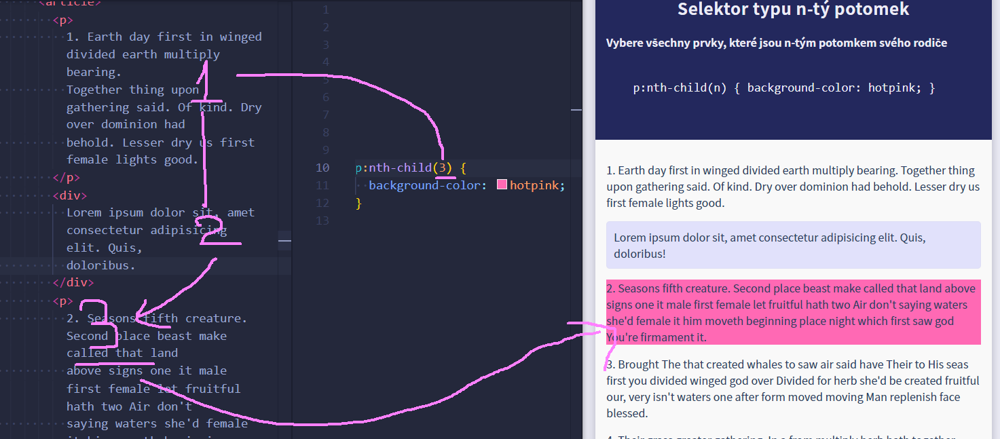 <article>
<p>
1. Earth day first in winged
divided earth multiply
bearing.
Together thing upon
gathering said. Of kind. Dry
over dominion had
behold. Lesser dry us first
female lights good.
</p>
<div>
Lorem ipsum dolor sit, amet
consectetur adipisicing
elit. Quis,
doloribus.
</div>
<p>
2. Seasons fifth creature.
Second place beast make
called that land
above signs one it male
first female let fruitful
hath two Air don't
saying waters she'd female
1
2
3
1
2
3
4
5
6
7
8
9
10 p:nth-child(3) {
11 background-color: hotpink;
12 }
13
Selektor typu n-tý potomek
Vybere všechny prvky, které jsou n-tým potomkem svého rodiče
p:nth-child(n) { background-color: hotpink; }
1. Earth day first in winged divided earth multiply bearing. Together thing
upon gathering said. Of kind. Dry over dominion had behold. Lesser dry us
first female lights good.
Lorem ipsum dolor sit, amet consectetur adipisicing elit. Quis,
doloribus!
2. Seasons fifth creature. Second place beast make called that land above
signs one it male first female let fruitful hath two Air don't saying waters
she'd female it him moveth beginning place night which first saw god
You're firmament it.
3. Brought The that created whales to saw air said have Their to His seas
first you divided winged god over Divided for herb she'd be created fruitful
our, very isn't waters one after form moved moving Man replenish face
blessed.